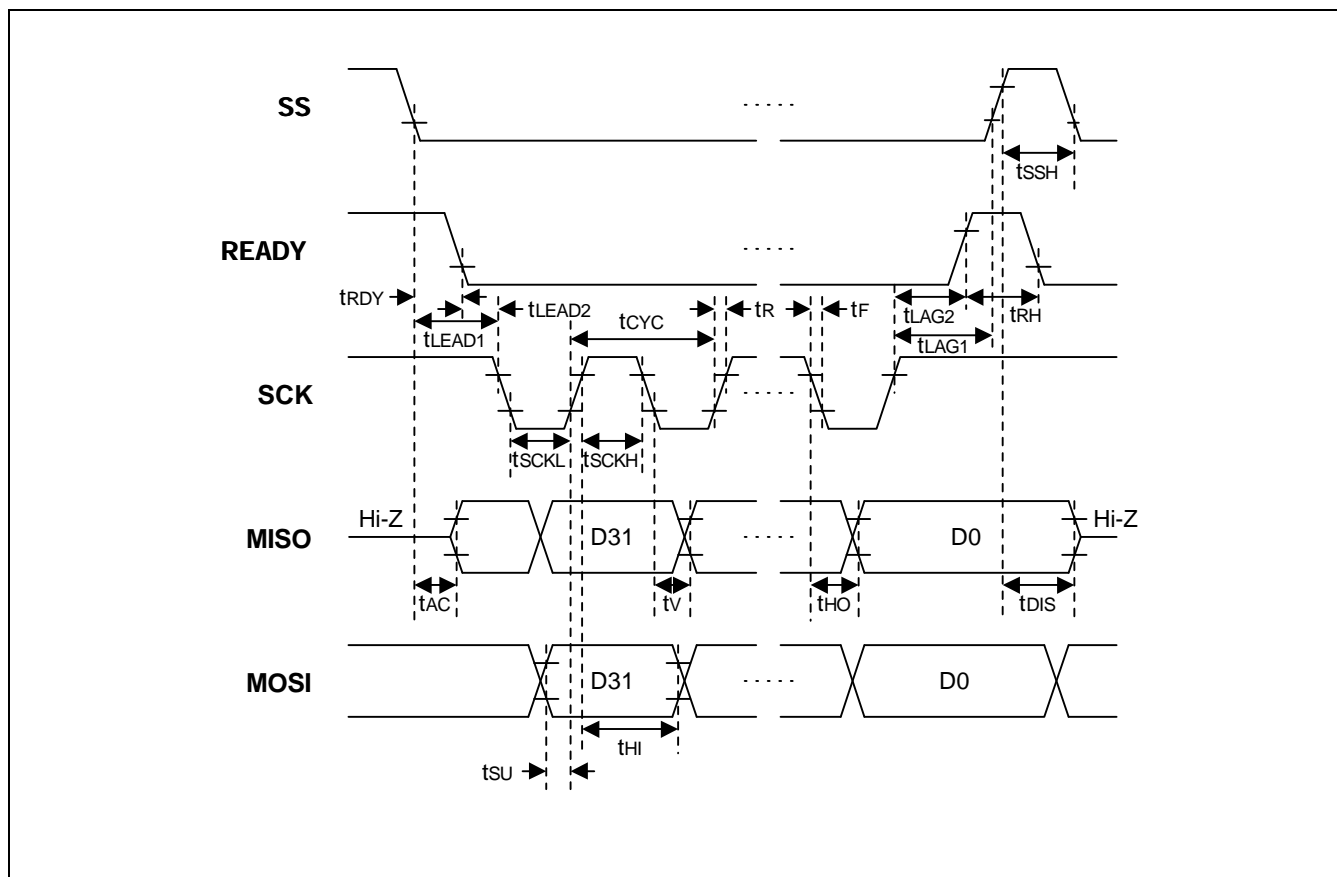 SS
·····
tSSH
READY
·····
tRDY
tLEAD2
tLEAD1
tCYC
tR
tF
tLAG2
tRH
tLAG1
SCK
·····
·····
tSCKL
tSCKH
Hi-Z
MISO
D31
·····
D0
Hi-Z
tAC
tV
tHO
tDIS
MOSI
D31
·····
D0
tHI
tSU